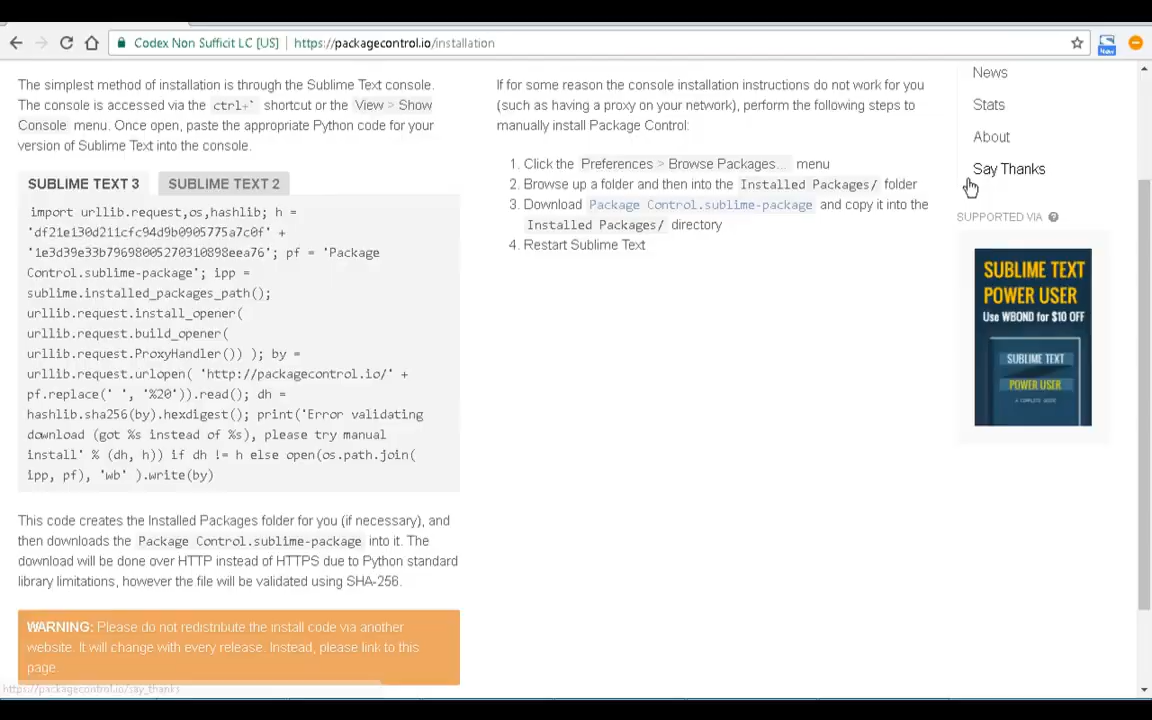 Codex Non Sufficit LC [US] | https://packagecontrol.io/installation
New
The simplest method of installation is through the Sublime Text console.
The console is accessed via the ctrl+` shortcut or the View > Show
Console menu. Once open, paste the appropriate Python code for your
version of Sublime Text into the console.
SUBLIME TEXT 3 SUBLIME TEXT 2
import urllib.request,os,hashlib; h =
'df21e130d211cfc94d9b0905775a7c0f' +
'1e3d39e33b79698005270310898eea76'; pf = 'Package
Control.sublime-package'; ipp =
sublime.installed_packages_path();
urllib.request.install_opener(
urllib.request.build_opener(
urllib.request.ProxyHandler()) ); by =
urllib.request.urlopen( 'http://packagecontrol.io/' +
pf.replace(' ', '%20')).read(); dh =
hashlib.sha256(by).hexdigest(); print('Error validating
download (got %s instead of %s), please try manual
install' % (dh, h)) if dh != h else open(os.path.join(
ipp, pf), 'wb' ).write(by)
This code creates the Installed Packages folder for you (if necessary), and
then downloads the Package Control.sublime-package into it. The
download will be done over HTTP instead of HTTPS due to Python standard
library limitations, however the file will be validated using SHA-256.
WARNING: Please do not redistribute the install code via another
website. It will change with every release. Instead, please link to this
page.
https://packagecontrol.io/say_thanks
If for some reason the console installation instructions do not work for you
(such as having a proxy on your network), perform the following steps to
manually install Package Control:
1. Click the Preferences > Browse Packages... menu
2. Browse up a folder and then into the Installed Packages/ folder
3. Download Package Control.sublime-package and copy it into the
Installed Packages/ directory
4. Restart Sublime Text
News
Stats
About
Say Thanks
SUPPORTED VIA ?
SUBLIME TEXT
POWER USER
Use WBOND for $10 OFF
SUBLIME TEXT
POWER USER
A COMPLETE GUIDE